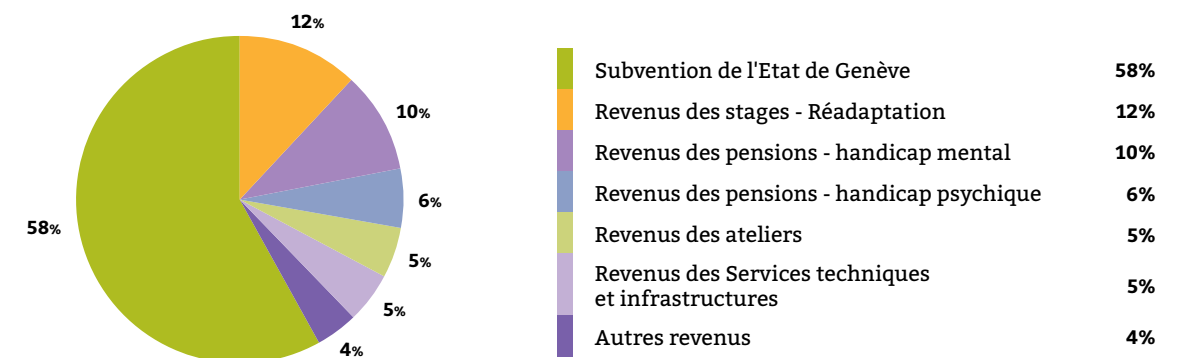 12%
10%
6%
5%
5%
4%
58%
Subvention de l'Etat de Genève 58%
Revenus des stages - Réadaptation 12%
Revenus des pensions - handicap mental 10%
Revenus des pensions - handicap psychique 6%
Revenus des ateliers 5%
Revenus des Services techniques
et infrastructures 5%
Autres revenus 4%